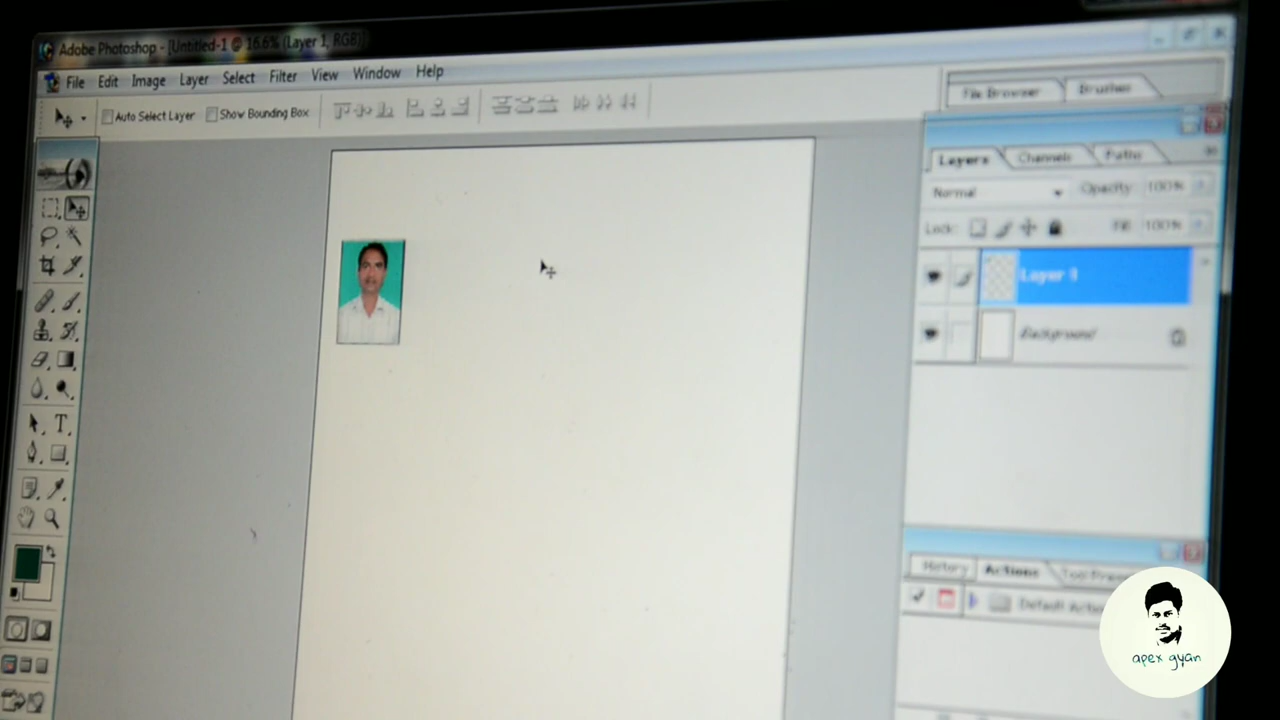 Adobe Photoshop - [Untitled-1 @ 16.6% (Layer 1, RGB)]
File Edit Image Layer Select Filter View Window Help
Auto Select Layer Show Bounding Box
File Browser Brushes
Layers Channels Paths
Normal Opacity: 100%
Lock: Fill: 100%
Layer 1
Background
History Actions
Default
T
apex gyan